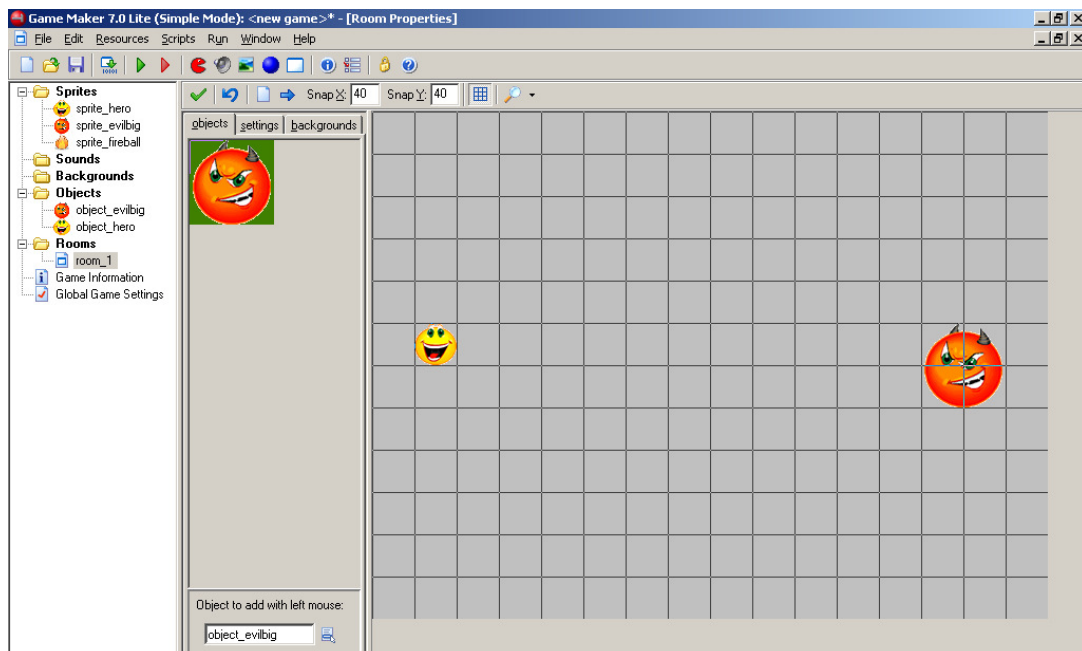 Game Maker 7.0 Lite (Simple Mode): <new game>* - [Room Properties]
File Edit Resources Scripts Run Window Help
Snap X: 40 Snap Y: 40
Sprites
sprite_hero
sprite_evilbig
sprite_fireball
Sounds
Backgrounds
Objects
object_evilbig
object_hero
Rooms
room_1
Game Information
Global Game Settings
objects settings backgrounds
Object to add with left mouse:
object_evilbig